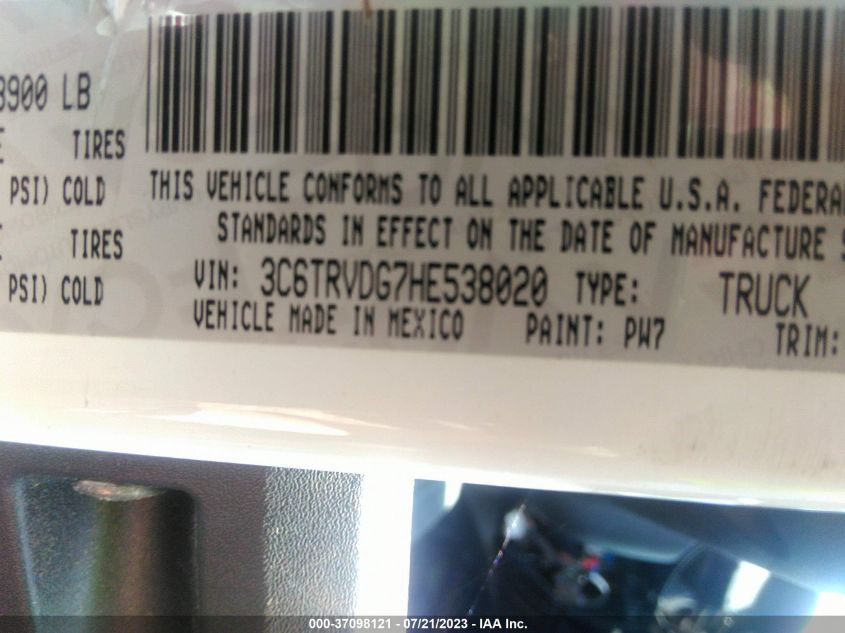 8900 LB
TIRES
PSI) COLD
TIRES
PSI) COLD
THIS VEHICLE CONFORMS TO ALL APPLICABLE U.S.A. FEDERA
STANDARDS IN EFFECT ON THE DATE OF MANUFACTURE
VIN: 3C6TRVDG7HE538020 TYPE: TRUCK
VEHICLE MADE IN MEXICO PAINT: PW7 TRIM:
000-37098121 - 07/21/2023 - IAA Inc.